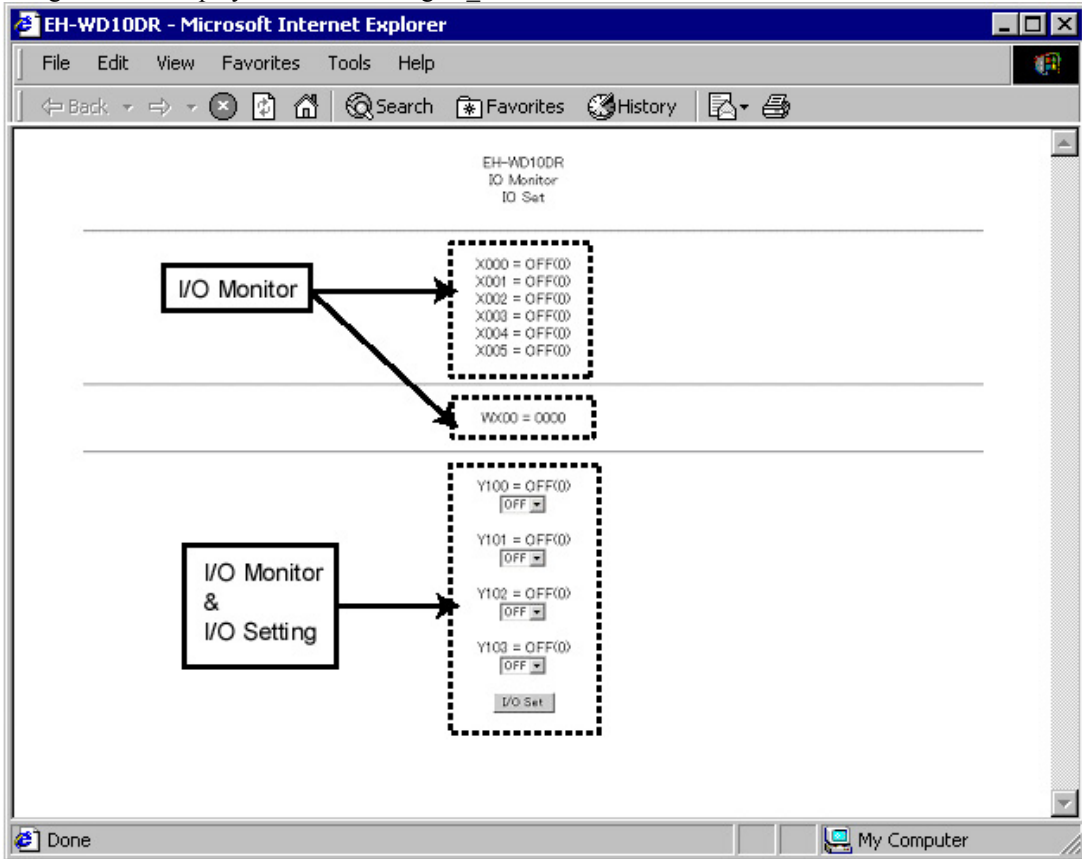 EH-WD10DR - Microsoft Internet Explorer
File Edit View Favorites Tools Help
Back Search Favorites History
EH-WD10DR
IO Monitor
IO Set
I/O Monitor
X000 = OFF(0)
X001 = OFF(0)
X002 = OFF(0)
X003 = OFF(0)
X004 = OFF(0)
X005 = OFF(0)
WX00 = 0000
I/O Monitor
&
I/O Setting
Y100 = OFF(0)
OFF
Y101 = OFF(0)
OFF
Y102 = OFF(0)
OFF
Y103 = OFF(0)
OFF
I/O Set
Done My Computer